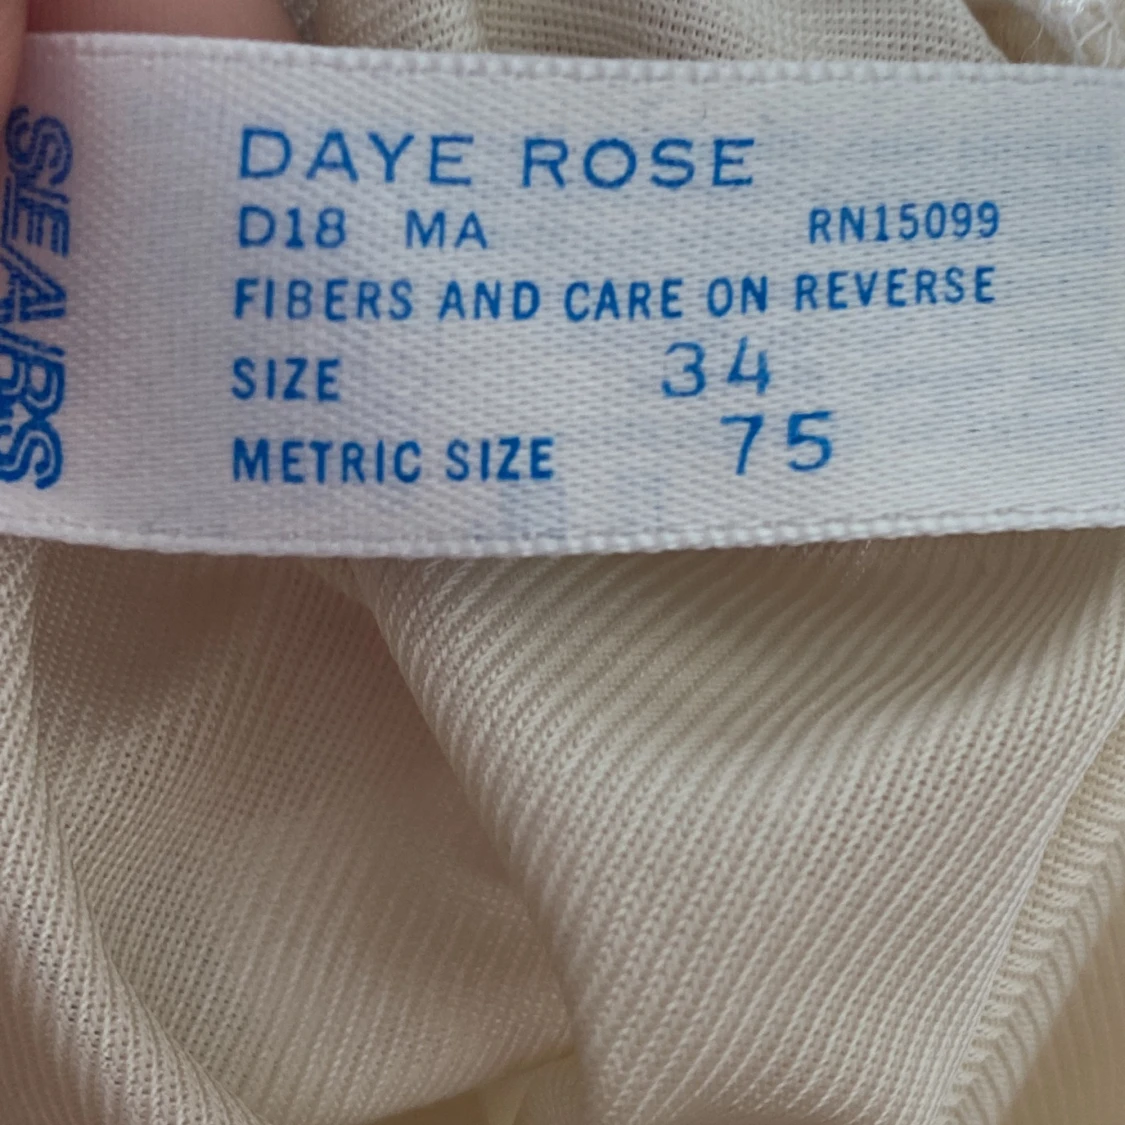 SEARS
DAYE ROSE
D18 MA RN15099
FIBERS AND CARE ON REVERSE
SIZE 34
METRIC SIZE 75